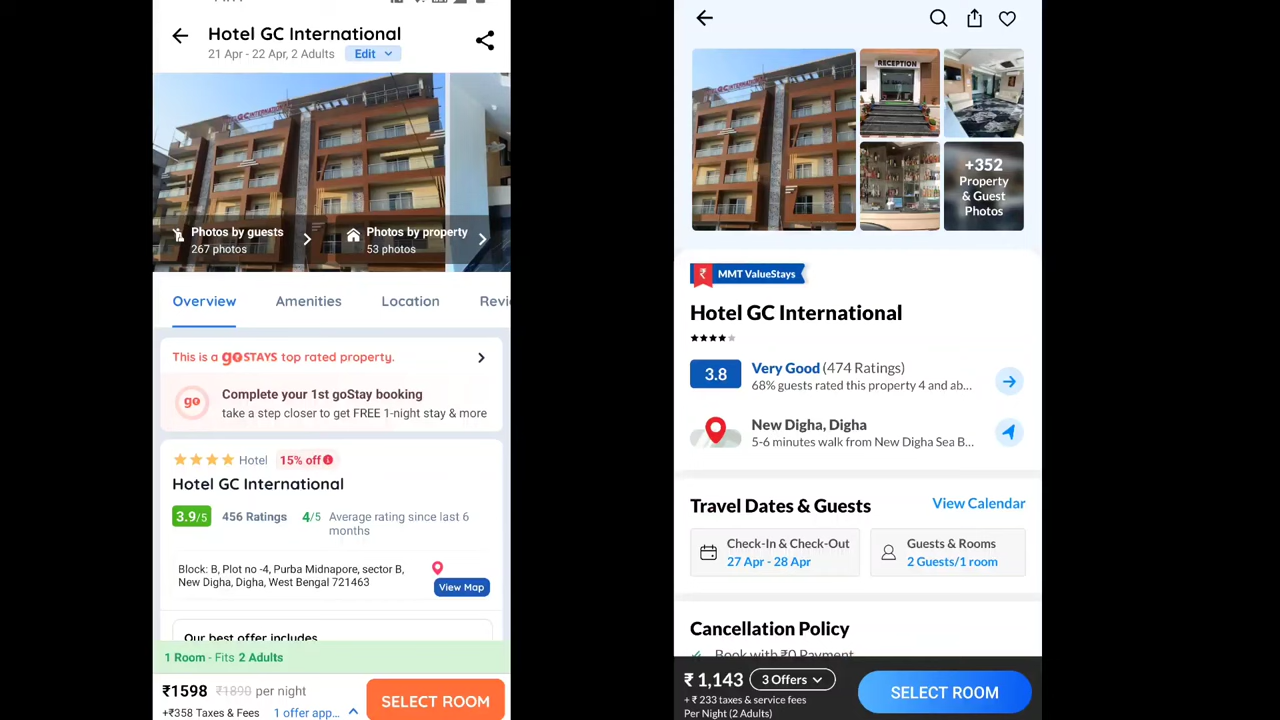 Hotel GC International
21 Apr - 22 Apr, 2 Adults Edit
Photos by guests
267 photos
Photos by property
53 photos
Overview Amenities Location Revi
This is a goSTAYS top rated property.
go
Complete your 1st goStay booking
take a step closer to get FREE 1-night stay & more
Hotel 15% off
Hotel GC International
3.9/5 456 Ratings 4/5 Average rating since last 6
months
Block: B, Plot no -4, Purba Midnapore, sector B,
New Digha, Digha, West Bengal 721463
View Map
Our best offer includes
1 Room - Fits 2 Adults
₹1598 ₹1890 per night
+₹358 Taxes & Fees 1 offer app...
SELECT ROOM
GC INTERNATIONAL
RECEPTION
+352
Property
& Guest
Photos
₹ MMT ValueStays
Hotel GC International
3.8 Very Good (474 Ratings)
68% guests rated this property 4 and ab...
New Digha, Digha
5-6 minutes walk from New Digha Sea B...
Travel Dates & Guests View Calendar
Check-In & Check-Out
27 Apr - 28 Apr
Guests & Rooms
2 Guests/1 room
Cancellation Policy
Book with ₹0 Payment
₹ 1,143 3 Offers
+ ₹ 233 taxes & service fees
Per Night (2 Adults)
SELECT ROOM